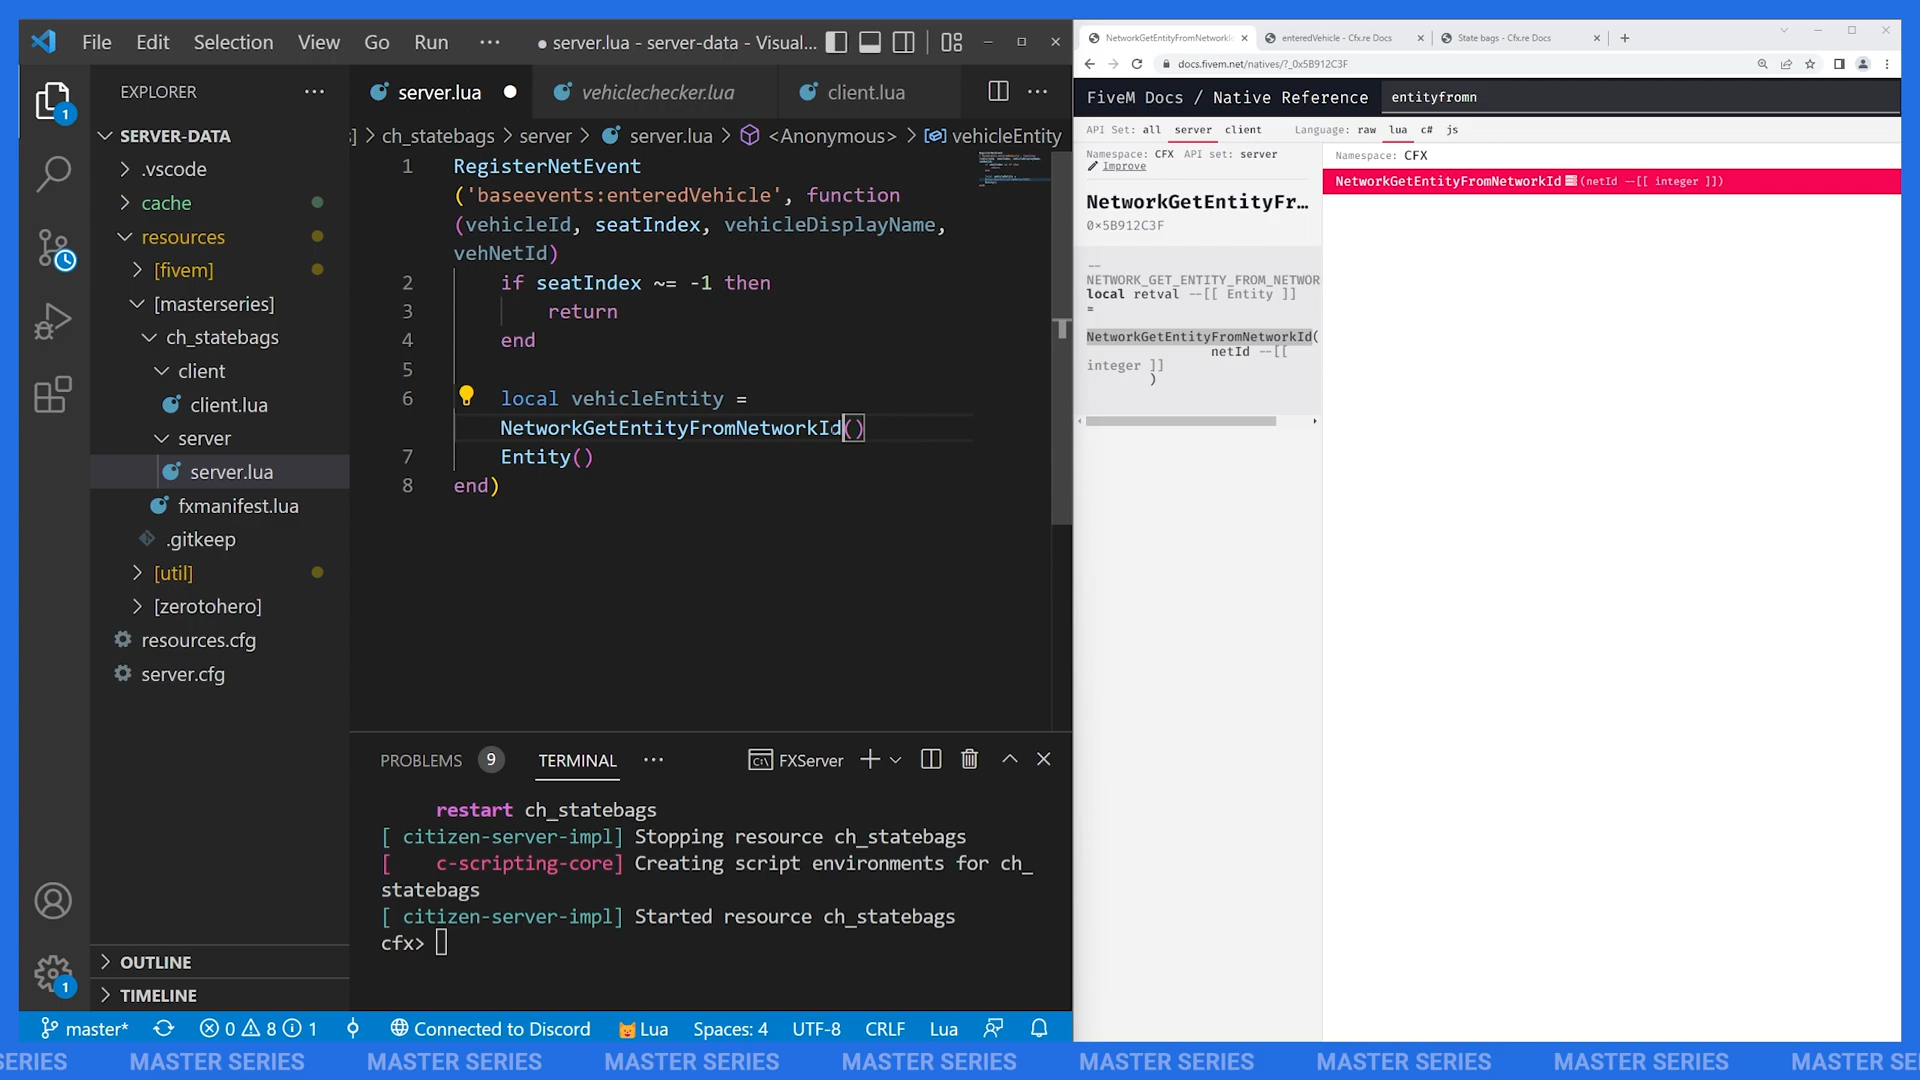 File Edit Selection View Go Run ··· ● server.lua - server-data - Visual...
EXPLORER ···
SERVER-DATA
.vscode
cache
resources
[fivem]
[masterseries]
ch_statebags
client
client.lua
server
server.lua
fxmanifest.lua
.gitkeep
[util]
[zerotohero]
resources.cfg
server.cfg
OUTLINE
TIMELINE
1
1
server.lua ● vehiclechecker.lua client.lua ···
] > ch_statebags > server > server.lua > <Anonymous> > vehicleEntity
1 RegisterNetEvent
('baseevents:enteredVehicle', function
(vehicleId, seatIndex, vehicleDisplayName,
vehNetId)
2 if seatIndex ~= -1 then
3 return
4 end
5
6 local vehicleEntity =
NetworkGetEntityFromNetworkId()
7 Entity()
8 end)
PROBLEMS 9 TERMINAL ··· FXServer
restart ch_statebags
[ citizen-server-impl] Stopping resource ch_statebags
[    c-scripting-core] Creating script environments for ch_
statebags
[ citizen-server-impl] Started resource ch_statebags
cfx>
master* 0 8 1 Connected to Discord Lua Spaces: 4 UTF-8 CRLF Lua
NetworkGetEntityFromNetworkI enteredVehicle - Cfx.re Docs State bags - Cfx.re Docs
docs.fivem.net/natives/?_0x5B912C3F
FiveM Docs / Native Reference entityfromn
API Set: all server client Language: raw lua c# js
Namespace: CFX API set: server
Improve
NetworkGetEntityFr...
0x5B912C3F
--
NETWORK_GET_ENTITY_FROM_NETWOR
local retval --[[ Entity ]]
=
NetworkGetEntityFromNetworkId(
netId --[[
integer ]]
)
Namespace: CFX
NetworkGetEntityFromNetworkId (netId --[[ integer ]])
SERIES MASTER SERIES MASTER SERIES MASTER SERIES MASTER SERIES MASTER SERIES MASTER SERIES MASTER SERIES MASTER SE